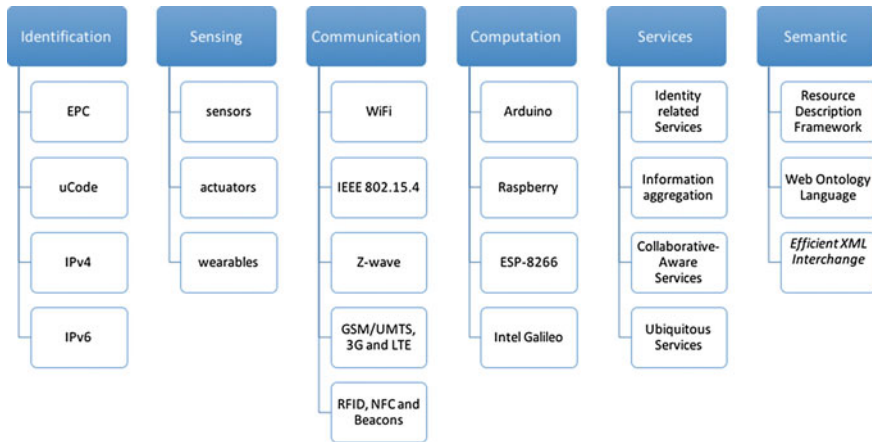 Identification
EPC
uCode
IPv4
IPv6
Sensing
sensors
actuators
wearables
Communication
WiFi
IEEE 802.15.4
Z-wave
GSM/UMTS,
3G and LTE
RFID, NFC and
Beacons
Computation
Arduino
Raspberry
ESP-8266
Intel Galileo
Services
Identity
related
Services
Information
aggregation
Collaborative-
Aware
Services
Ubiquitous
Services
Semantic
Resource
Description
Framework
Web Ontology
Language
Efficient XML
Interchange